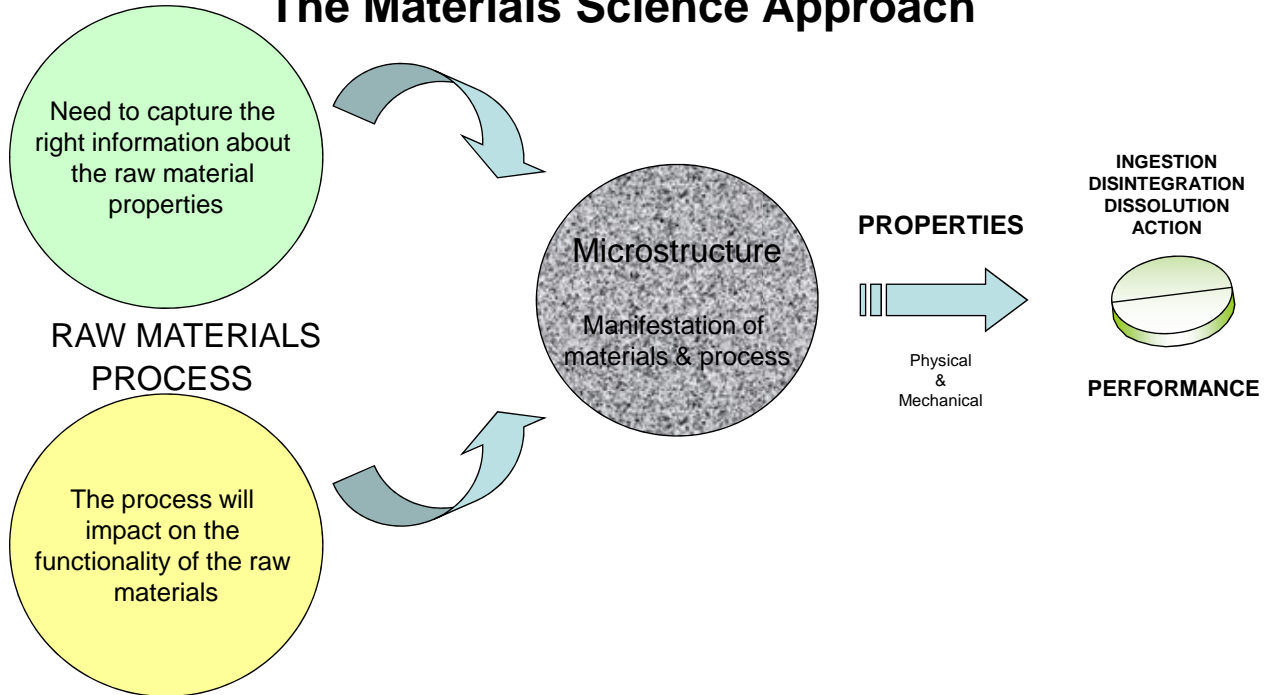 The Materials Science Approach
Need to capture the
right information about
the raw material
properties
RAW MATERIALS
PROCESS
The process will
impact on the
functionality of the raw
materials
Microstructure
Manifestation of
materials & process
PROPERTIES
Physical
&
Mechanical
INGESTION
DISINTEGRATION
DISSOLUTION
ACTION
PERFORMANCE